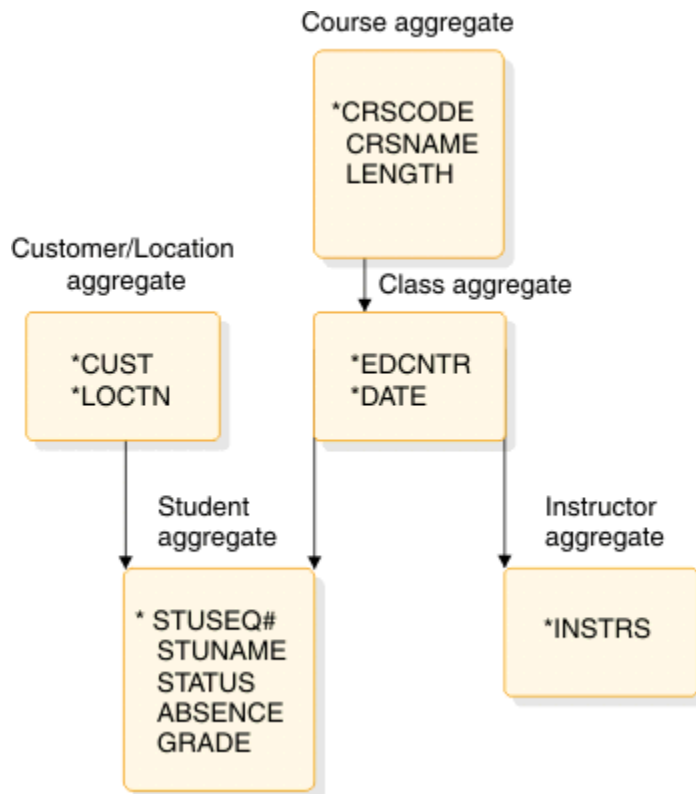 Course aggregate
*CRSCODE
CRSNAME
LENGTH
Customer/Location
aggregate
*CUST
*LOCTN
Class aggregate
*EDCNTR
*DATE
Student
aggregate
* STUSEQ#
STUNAME
STATUS
ABSENCE
GRADE
Instructor
aggregate
*INSTRS